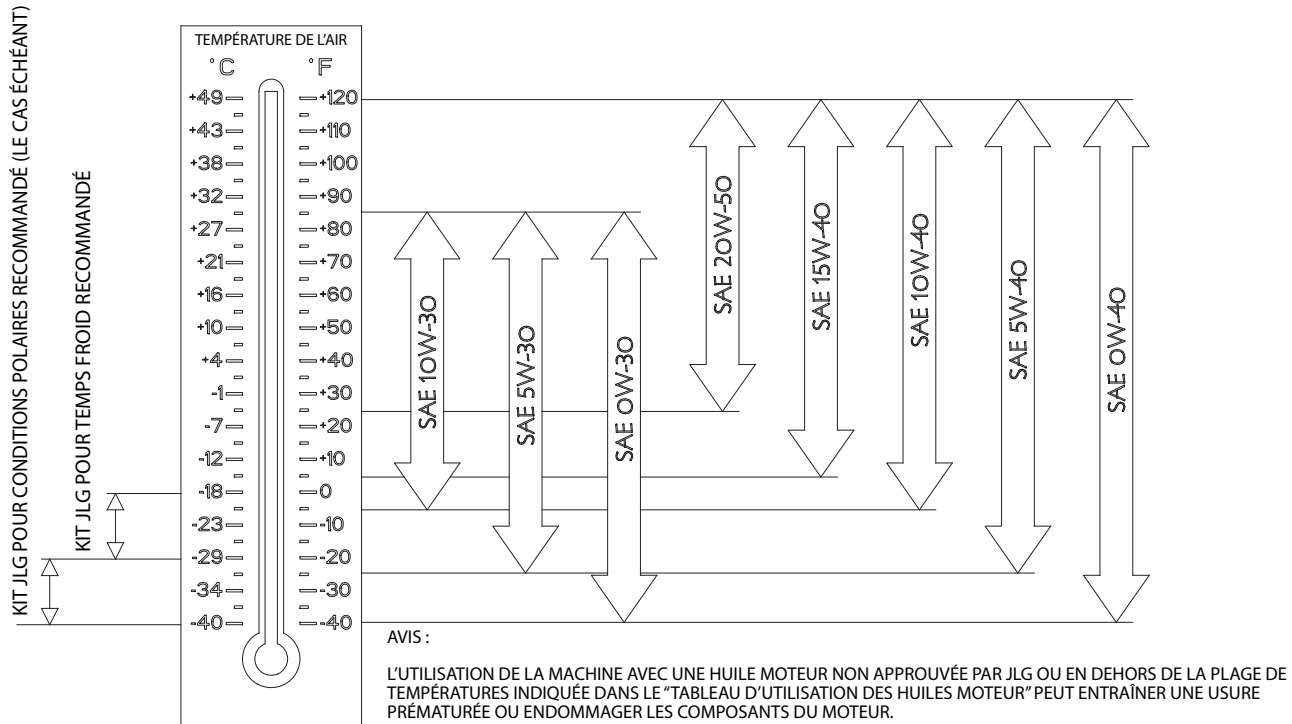 KIT JLG POUR CONDITIONS POLAIRES RECOMMANDÉ (LE CAS ÉCHÉANT)
KIT JLG POUR TEMPS FROID RECOMMANDÉ
TEMPÉRATURE DE L'AIR
°C °F
+49 +120
+43 +110
+38 +100
+32 +90
+27 +80
+21 +70
+16 +60
+10 +50
+4 +40
-1 +30
-7 +20
-12 +10
-18 0
-23 -10
-29 -20
-34 -30
-40 -40
SAE 10W-30
SAE 5W-30
SAE 0W-30
SAE 20W-50
SAE 15W-40
SAE 10W-40
SAE 5W-40
SAE 0W-40
AVIS :
L'UTILISATION DE LA MACHINE AVEC UNE HUILE MOTEUR NON APPROUVÉE PAR JLG OU EN DEHORS DE LA PLAGE DE
TEMPÉRATURES INDIQUÉE DANS LE "TABLEAU D'UTILISATION DES HUILES MOTEUR" PEUT ENTRAÎNER UNE USURE
PRÉMATURÉE OU ENDOMMAGER LES COMPOSANTS DU MOTEUR.